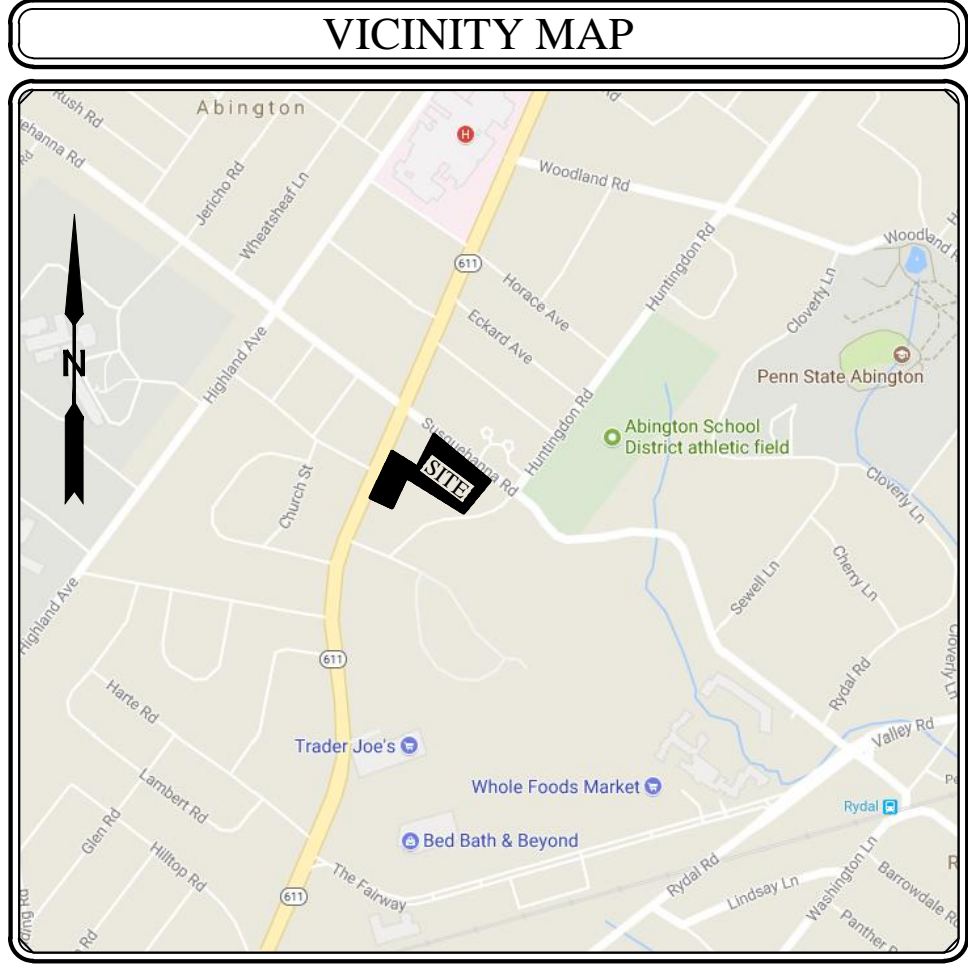 VICINITY MAP
Rush Rd
Abington
Woodland Rd
Jericho Rd
Wheatsheaf Ln
H
Huntingdon Rd
Woodland
611
Horace Ave
Cloverly Ln
Eckard Ave
Highland Ave
N
Penn State Abington
Susquehanna Rd
SITE
Huntingdon Rd
Abington School
District athletic field
Church St
Cloverly Ln
Cherry Ln
Sewell Ln
Highland Ave
Cloverly Ln
611
Rydal Rd
Harte Rd
Valley Rd
Trader Joe's
Whole Foods Market
Lambert Rd
Rydal
Glen Rd
Bed Bath & Beyond
Hilltop Rd
The Fairway
Rydal Rd
Lindsay Ln
Washington Ln
Barrowdale
611
Panther
Rd